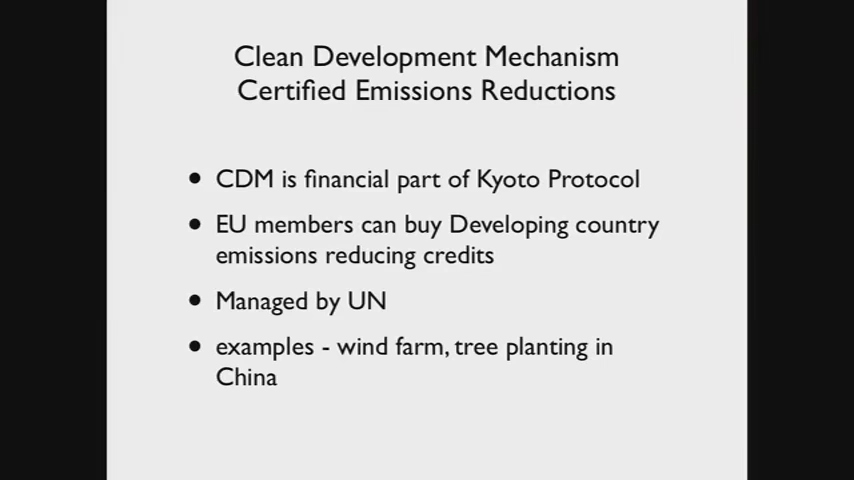 Clean Development Mechanism
Certified Emissions Reductions
• CDM is financial part of Kyoto Protocol
• EU members can buy Developing country
emissions reducing credits
• Managed by UN
• examples - wind farm, tree planting in
China